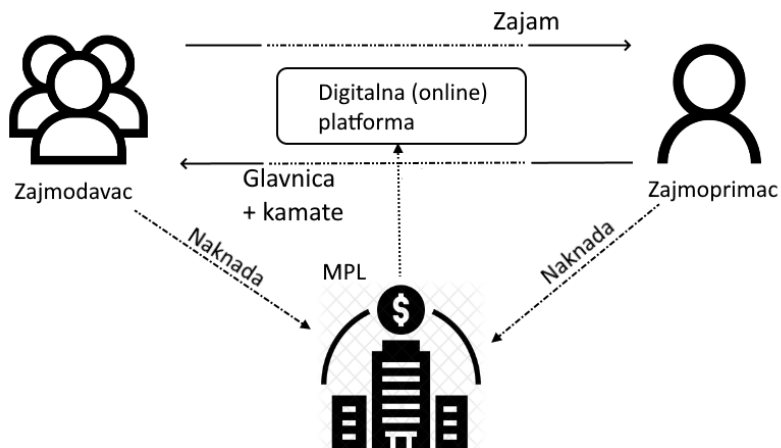 Zajam
Digitalna (online)
platforma
Zajmodavac
Glavnica
+ kamate
Zajmoprimac
Naknada
Naknada
MPL
$